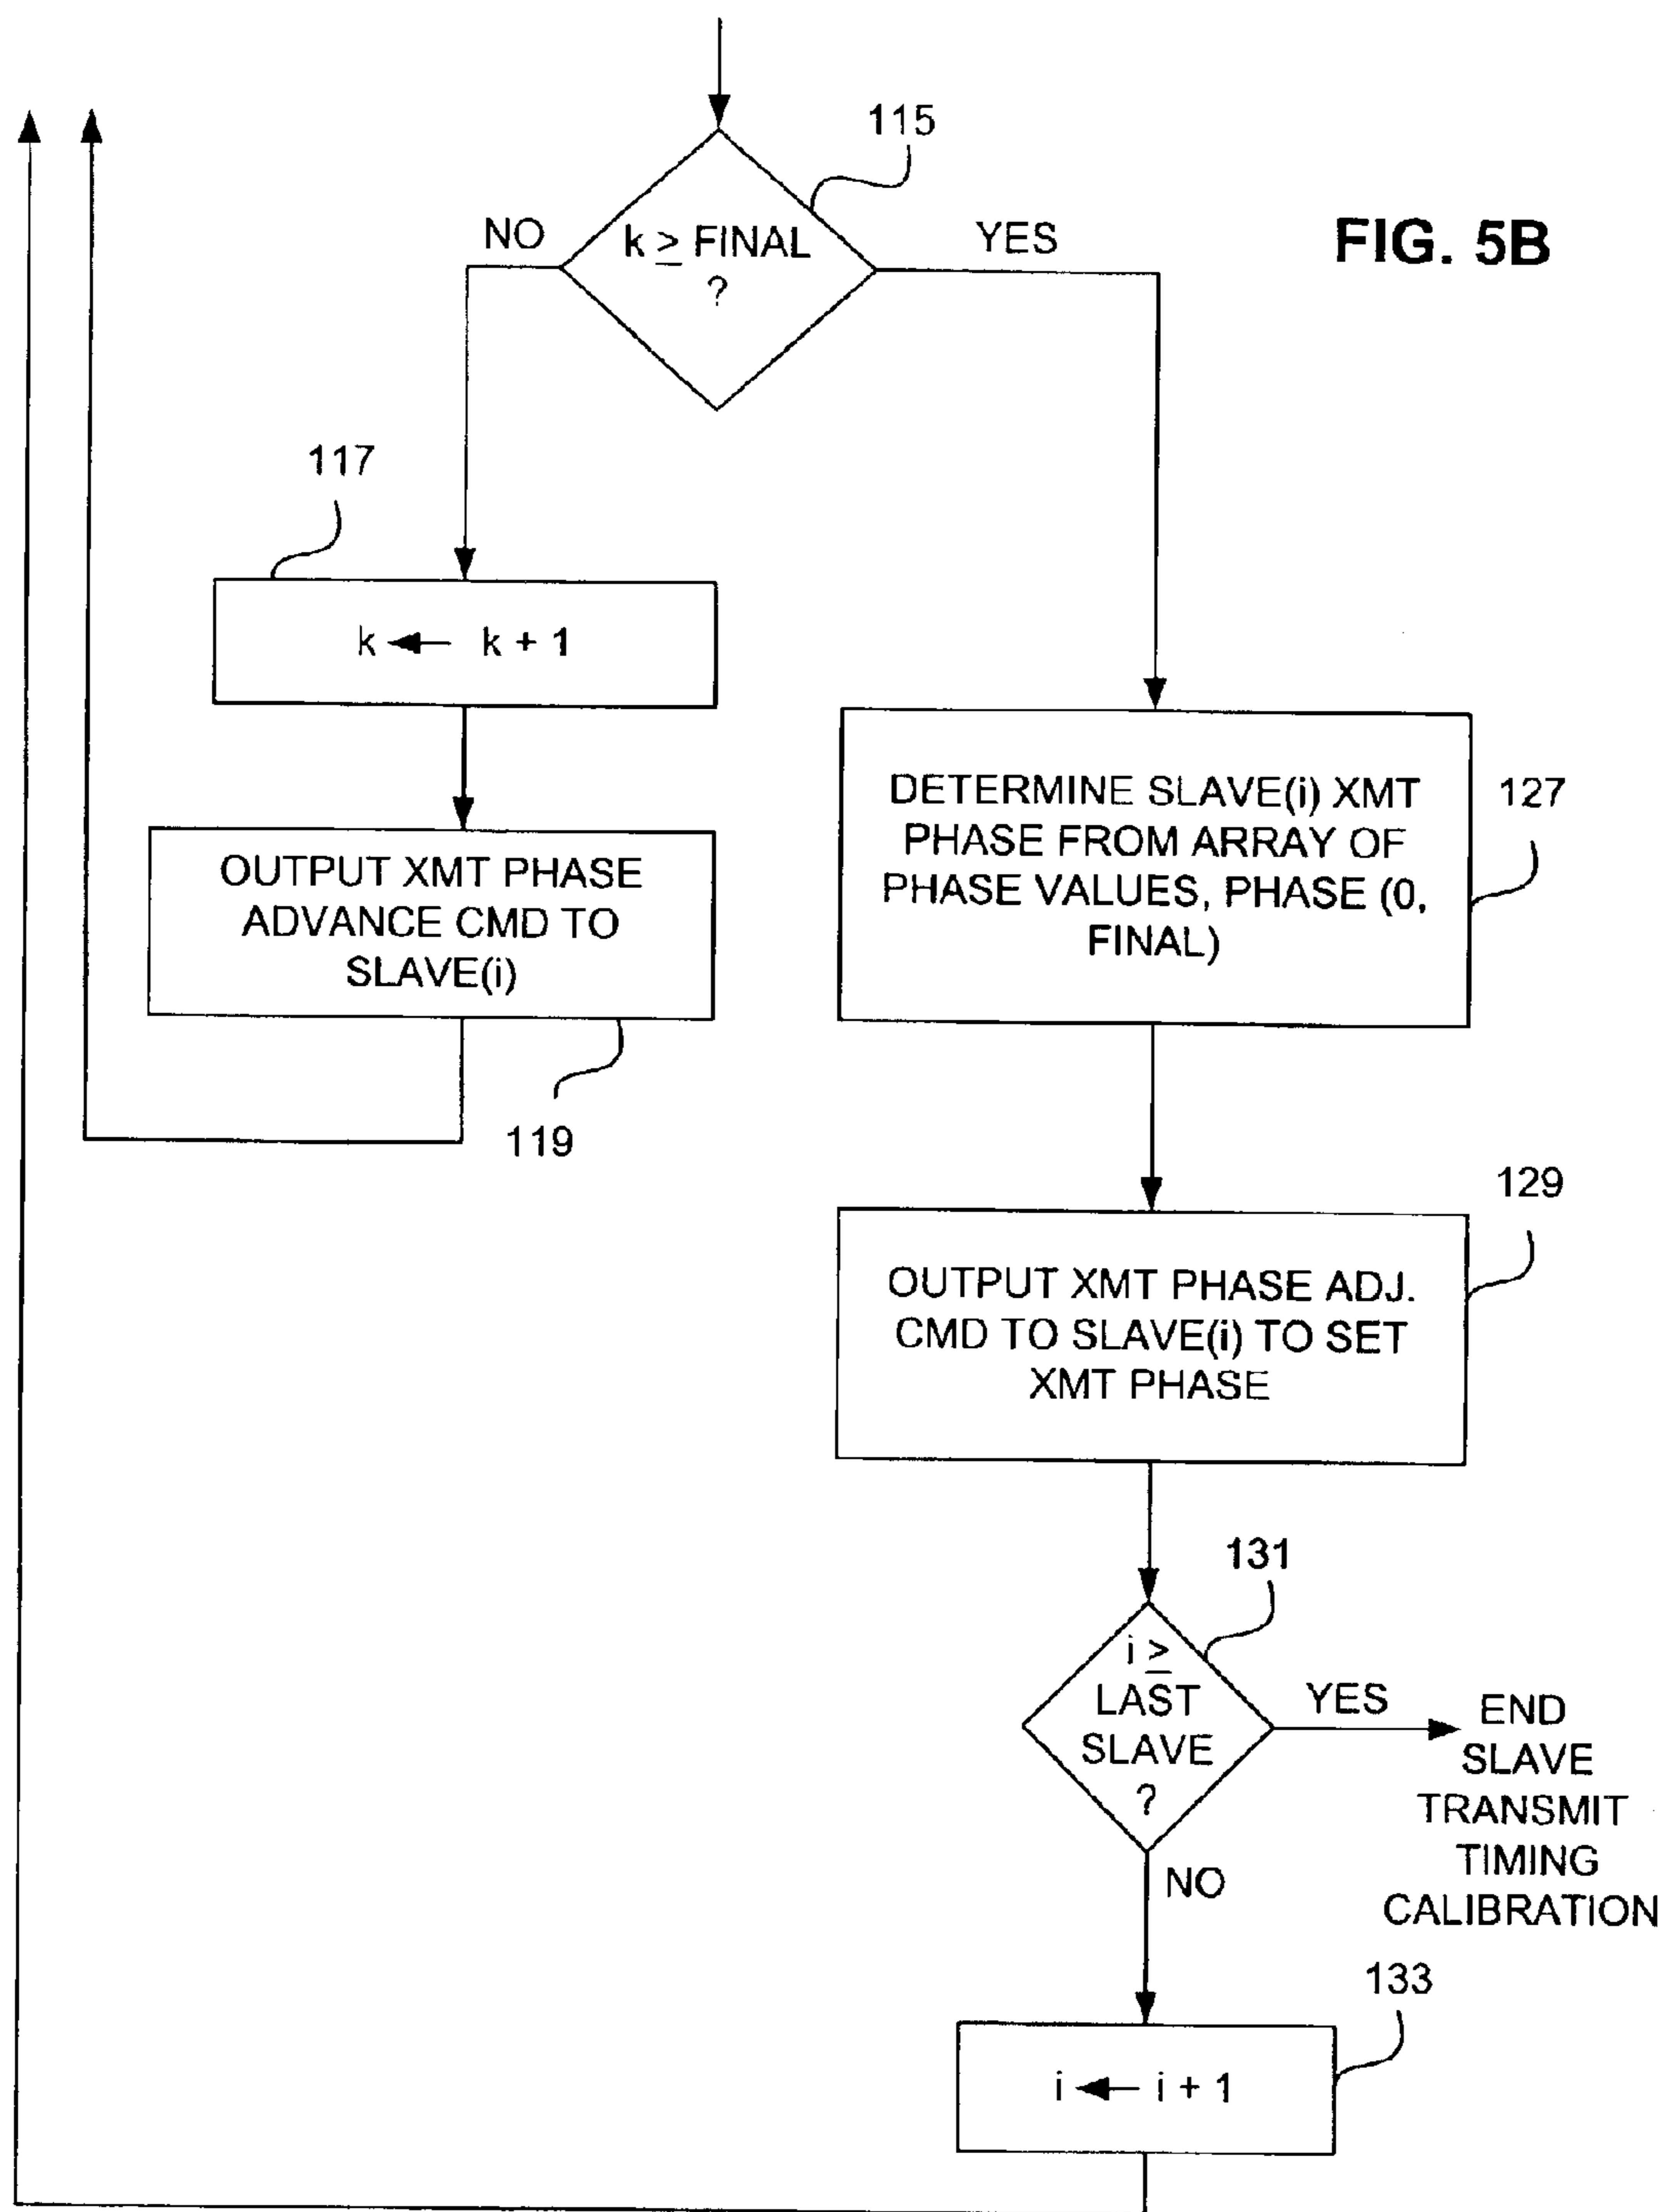 115
NO
k ≥ FINAL
?
YES
FIG. 5B
117
k ← k + 1
OUTPUT XMT PHASE
ADVANCE CMD TO
SLAVE(i)
119
DETERMINE SLAVE(i) XMT
PHASE FROM ARRAY OF
PHASE VALUES, PHASE (0,
FINAL)
127
129
OUTPUT XMT PHASE ADJ.
CMD TO SLAVE(i) TO SET
XMT PHASE
131
i ≥
LAST
SLAVE
?
YES
END
SLAVE
TRANSMIT
TIMING
CALIBRATION
NO
133
i ← i + 1